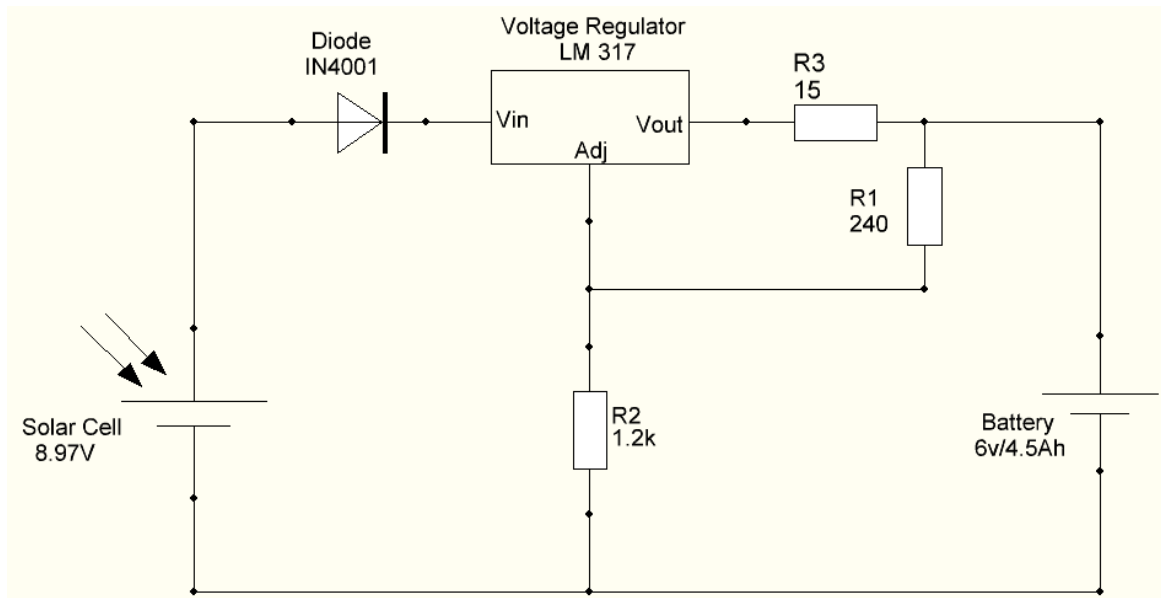 Voltage Regulator
LM 317
Diode
IN4001
R3
15
Vin
Vout
Adj
R1
240
R2
1.2k
Solar Cell
8.97V
Battery
6v/4.5Ah